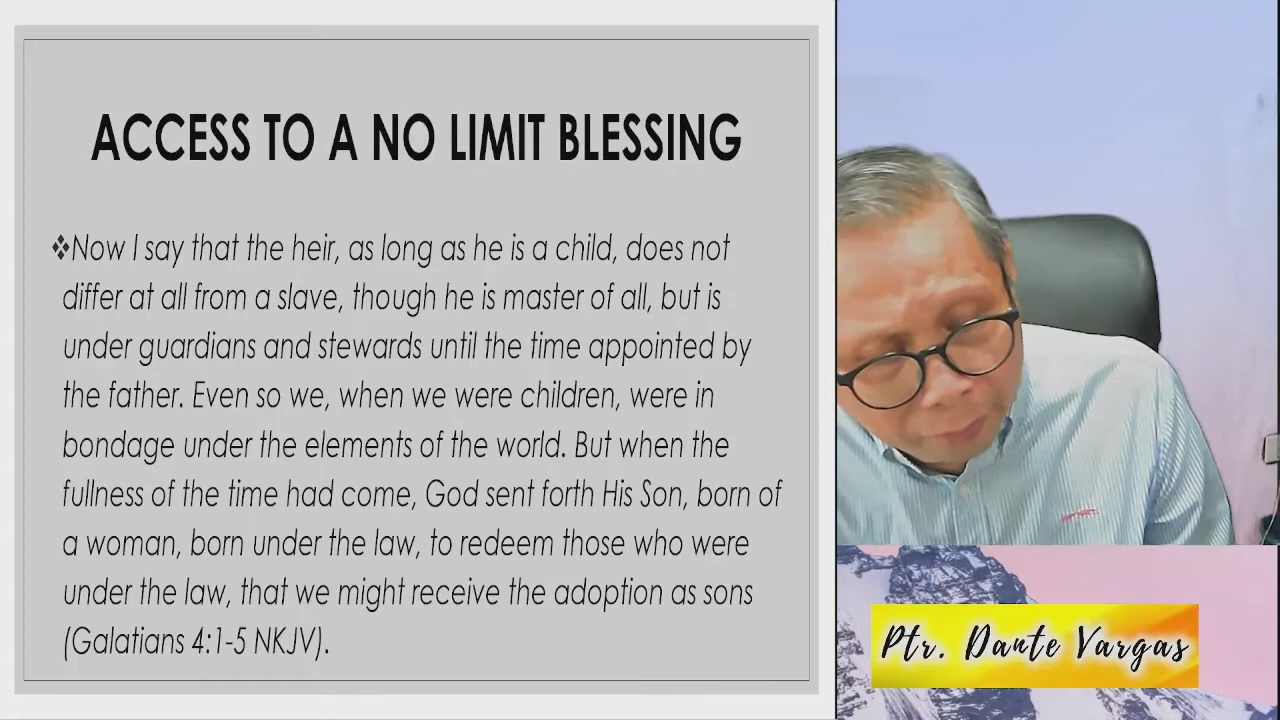 ACCESS TO A NO LIMIT BLESSING
❖Now I say that the heir, as long as he is a child, does not
differ at all from a slave, though he is master of all, but is
under guardians and stewards until the time appointed by
the father. Even so we, when we were children, were in
bondage under the elements of the world. But when the
fullness of the time had come, God sent forth His Son, born of
a woman, born under the law, to redeem those who were
under the law, that we might receive the adoption as sons
(Galatians 4:1-5 NKJV).
Ptr. Dante Vargas